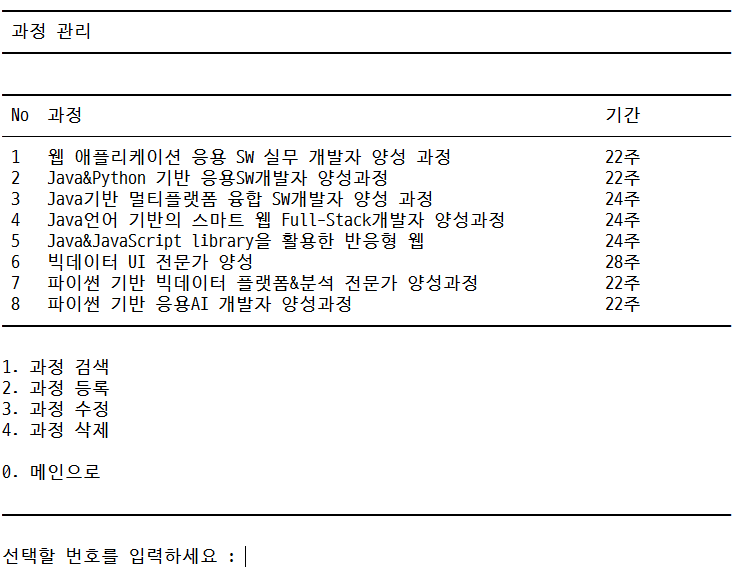 과정 관리
No 과정 기간
1 웹 애플리케이션 응용 SW 실무 개발자 양성 과정 22주
2 Java&Python 기반 응용SW개발자 양성과정 22주
3 Java기반 멀티플랫폼 융합 SW개발자 양성 과정 24주
4 Java언어 기반의 스마트 웹 Full-Stack개발자 양성과정 24주
5 Java&JavaScript library을 활용한 반응형 웹 24주
6 빅데이터 UI 전문가 양성 28주
7 파이썬 기반 빅데이터 플랫폼&분석 전문가 양성과정 22주
8 파이썬 기반 응용AI 개발자 양성과정 22주
1. 과정 검색
2. 과정 등록
3. 과정 수정
4. 과정 삭제
0. 메인으로
선택할 번호를 입력하세요 :